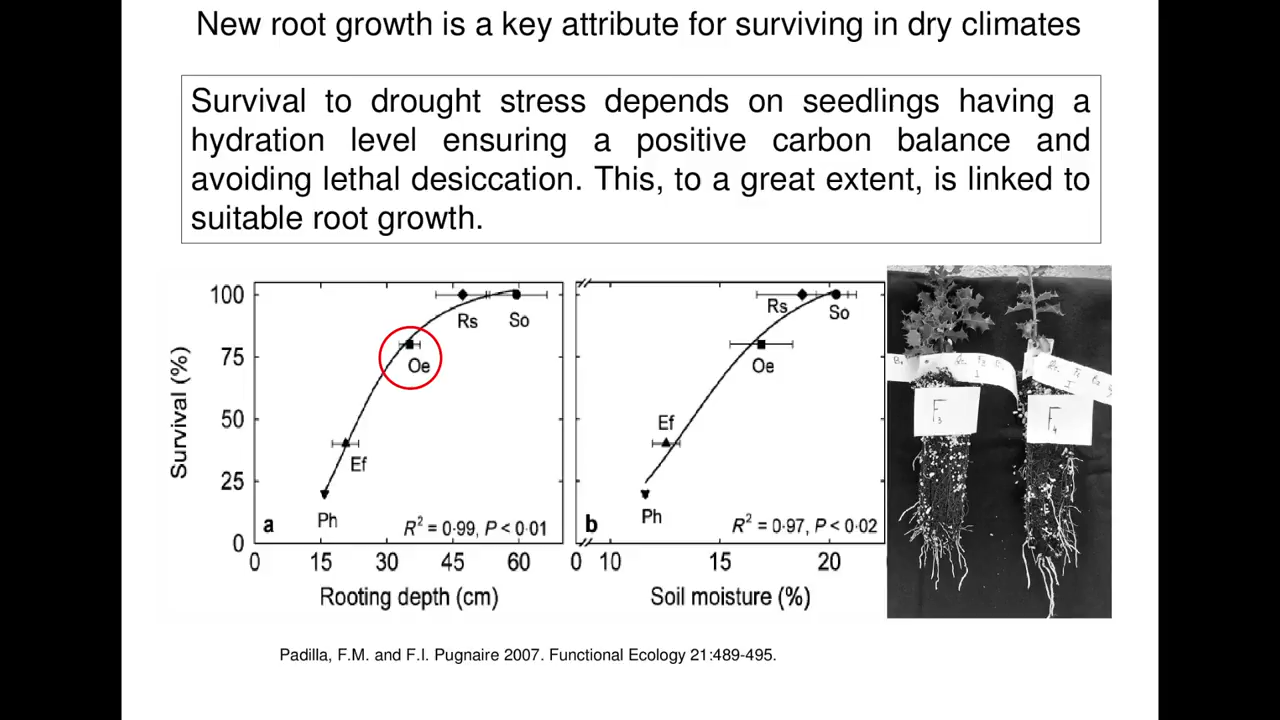 New root growth is a key attribute for surviving in dry climates
Survival to drought stress depends on seedlings having a
hydration level ensuring a positive carbon balance and
avoiding lethal desiccation. This, to a great extent, is linked to
suitable root growth.
Survival (%)
100
75
50
25
0
Rs
So
Oe
Ef
Ph
a
R² = 0·99, P < 0·01
0 15 30 45 60
Rooting depth (cm)
Rs
So
Oe
Ef
Ph
b
R² = 0·97, P < 0·02
0 10 15 20
Soil moisture (%)
F3
F4
Padilla, F.M. and F.I. Pugnaire 2007. Functional Ecology 21:489-495.